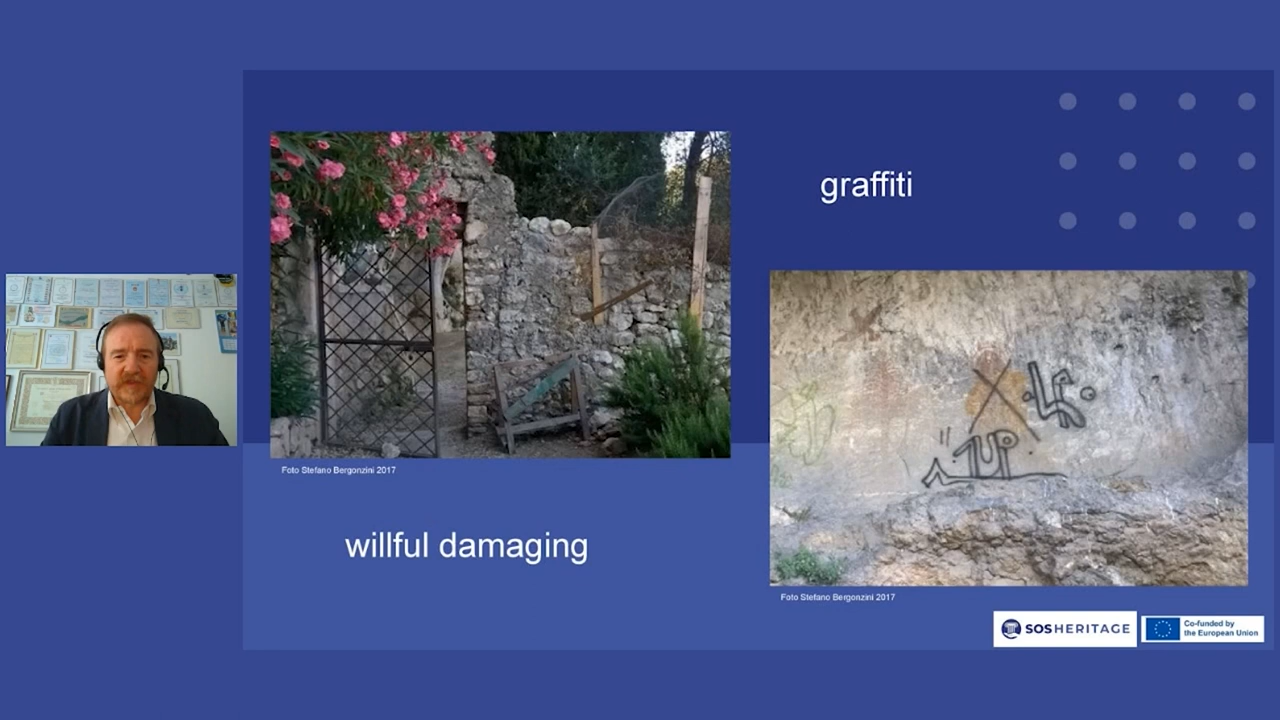 graffiti
Foto Stefano Bergonzini 2017
willful damaging
Foto Stefano Bergonzini 2017
SOSHERITAGE
Co-funded by
the European Union